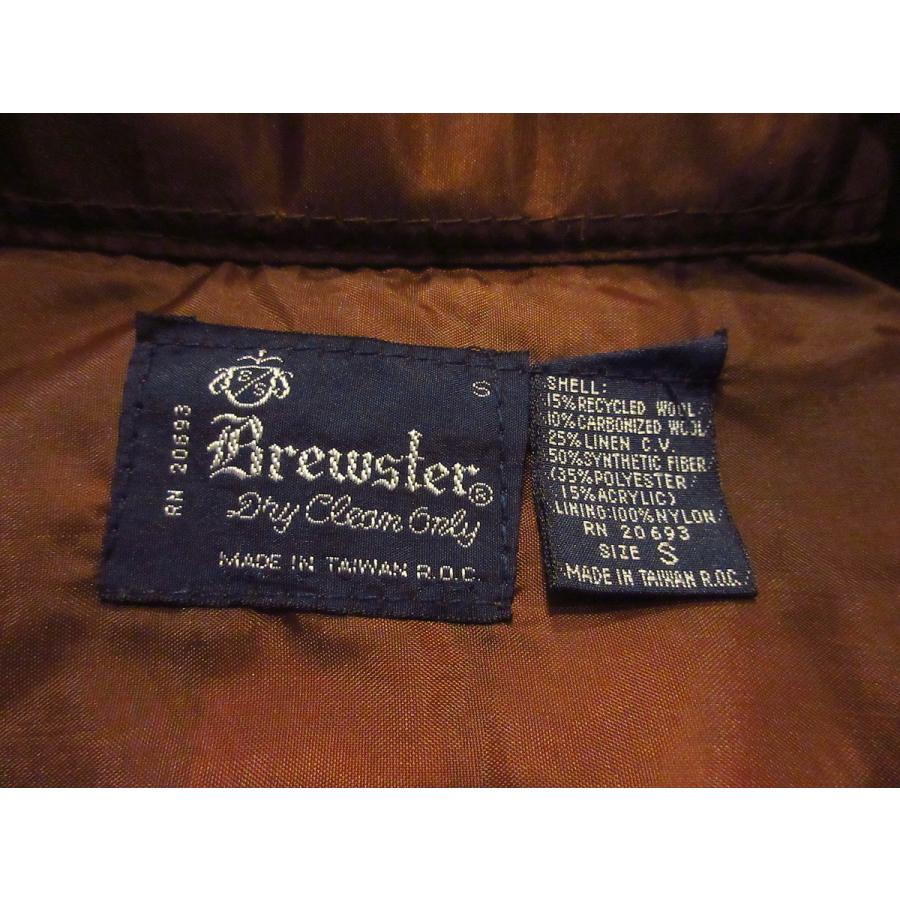 S/S
S
RN 20693
Brewster®
Dry Clean Only
MADE IN TAIWAN R.O.C.
SHELL:
15% RECYCLED WOOL
10% CARBONIZED WOOL
25% LINEN C.V.
50% SYNTHETIC FIBER
(35% POLYESTER
15% ACRYLIC)
LINING:100% NYLON
RN 20693
SIZE S
MADE IN TAIWAN R.O.C.